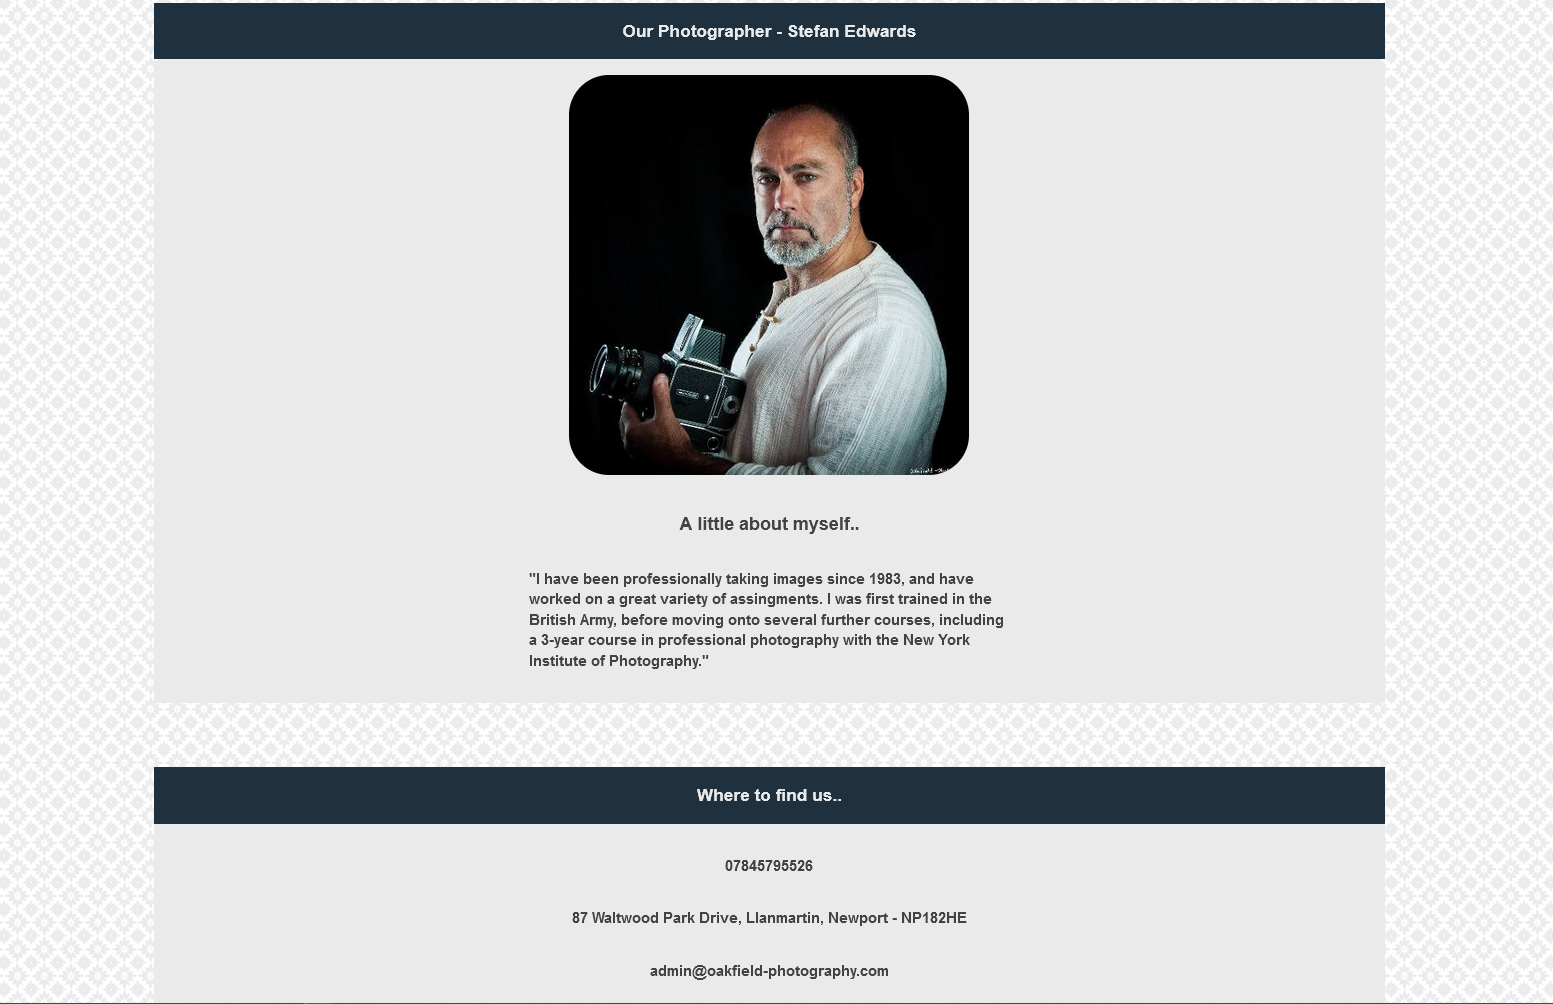 Our Photographer - Stefan Edwards
A little about myself..
"I have been professionally taking images since 1983, and have
worked on a great variety of assingments. I was first trained in the
British Army, before moving onto several further courses, including
a 3-year course in professional photography with the New York
Institute of Photography."
Where to find us..
07845795526
87 Waltwood Park Drive, Llanmartin, Newport - NP182HE
admin@oakfield-photography.com